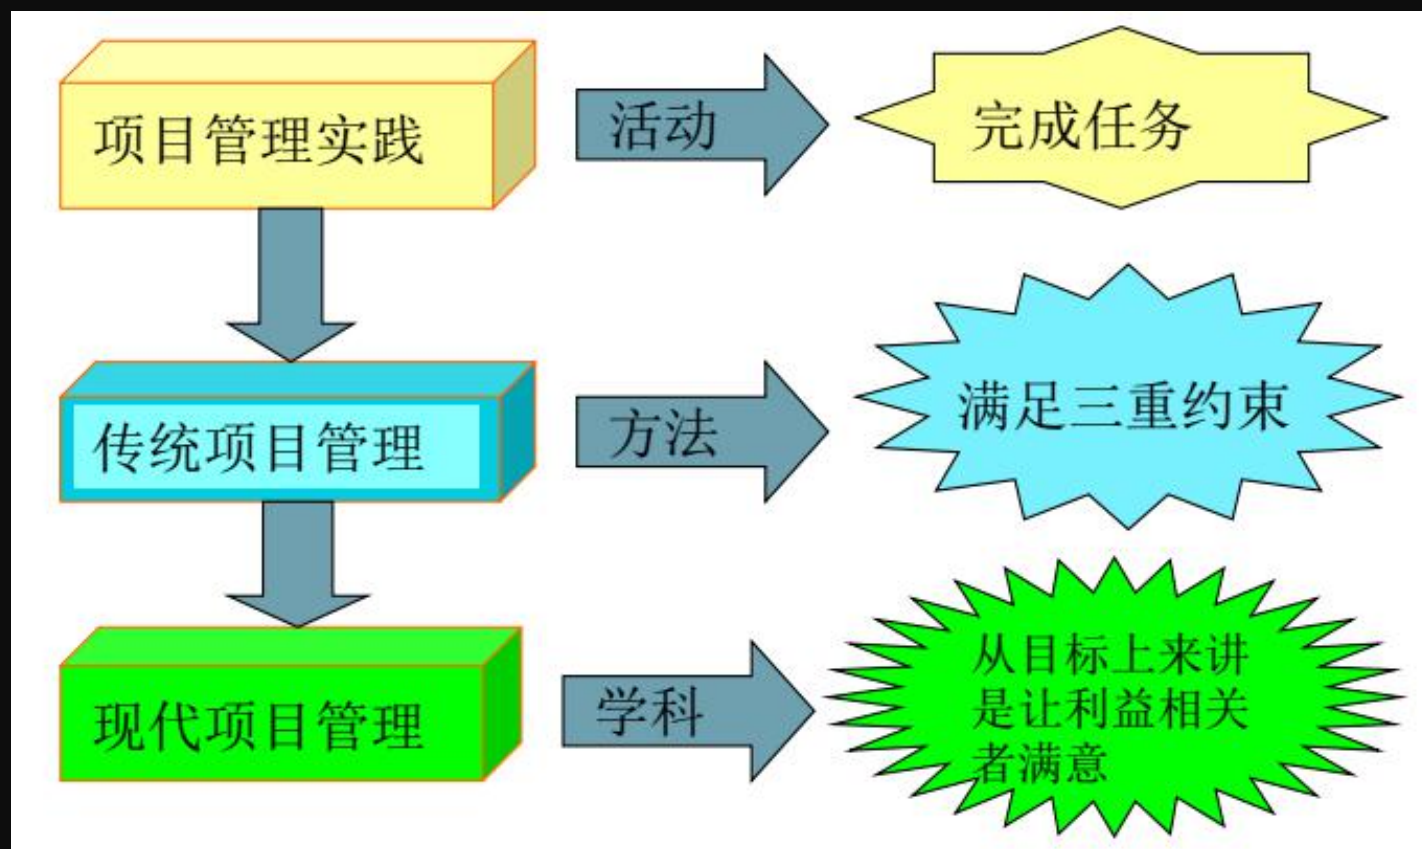 项目管理实践
活动
完成任务
传统项目管理
方法
满足三重约束
现代项目管理
学科
从目标上来讲
是让利益相关
者满意